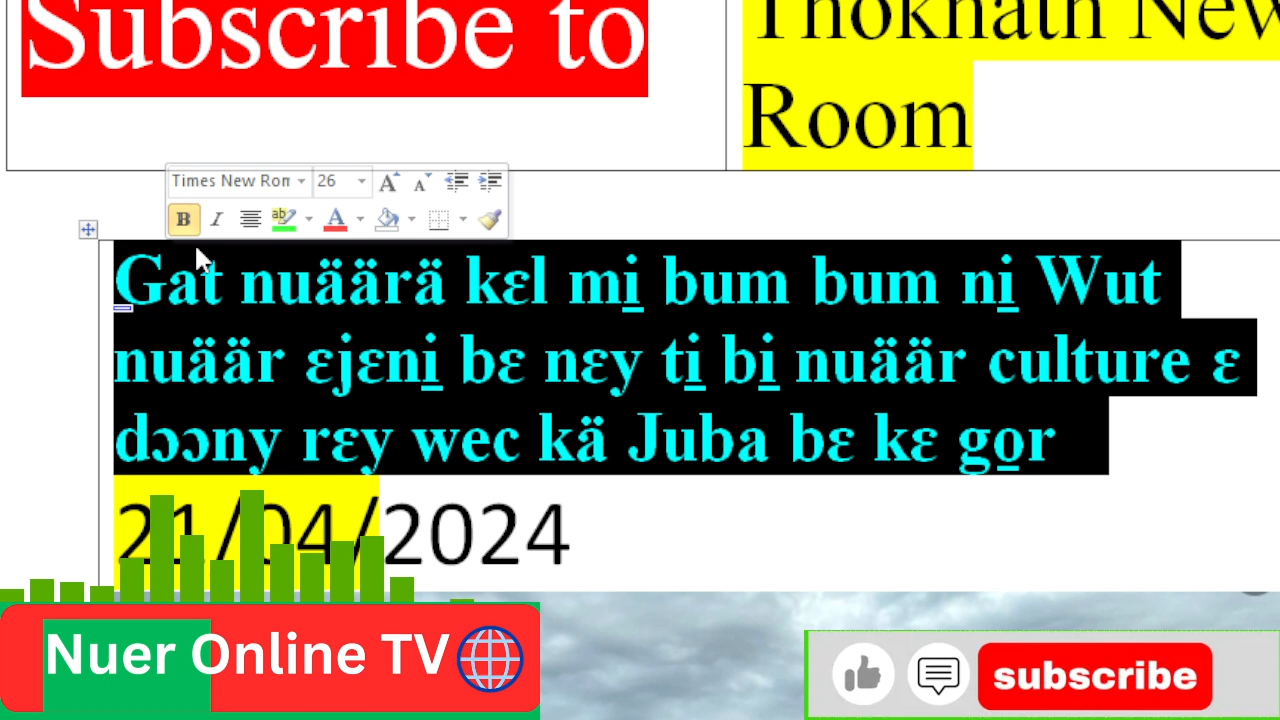 Subscribe to
Thoknath New
Room
Times New Ron
26
Gat nuäärä kɛl mi̱ bum bum ni̱ Wut
nuäär ɛjɛni̱ bɛ nɛy ti̱ bi̱ nuäär culture ɛ
dɔɔny rɛy wec kä Juba bɛ kɛ go̱r
21/04/2024
Nuer Online TV
subscribe